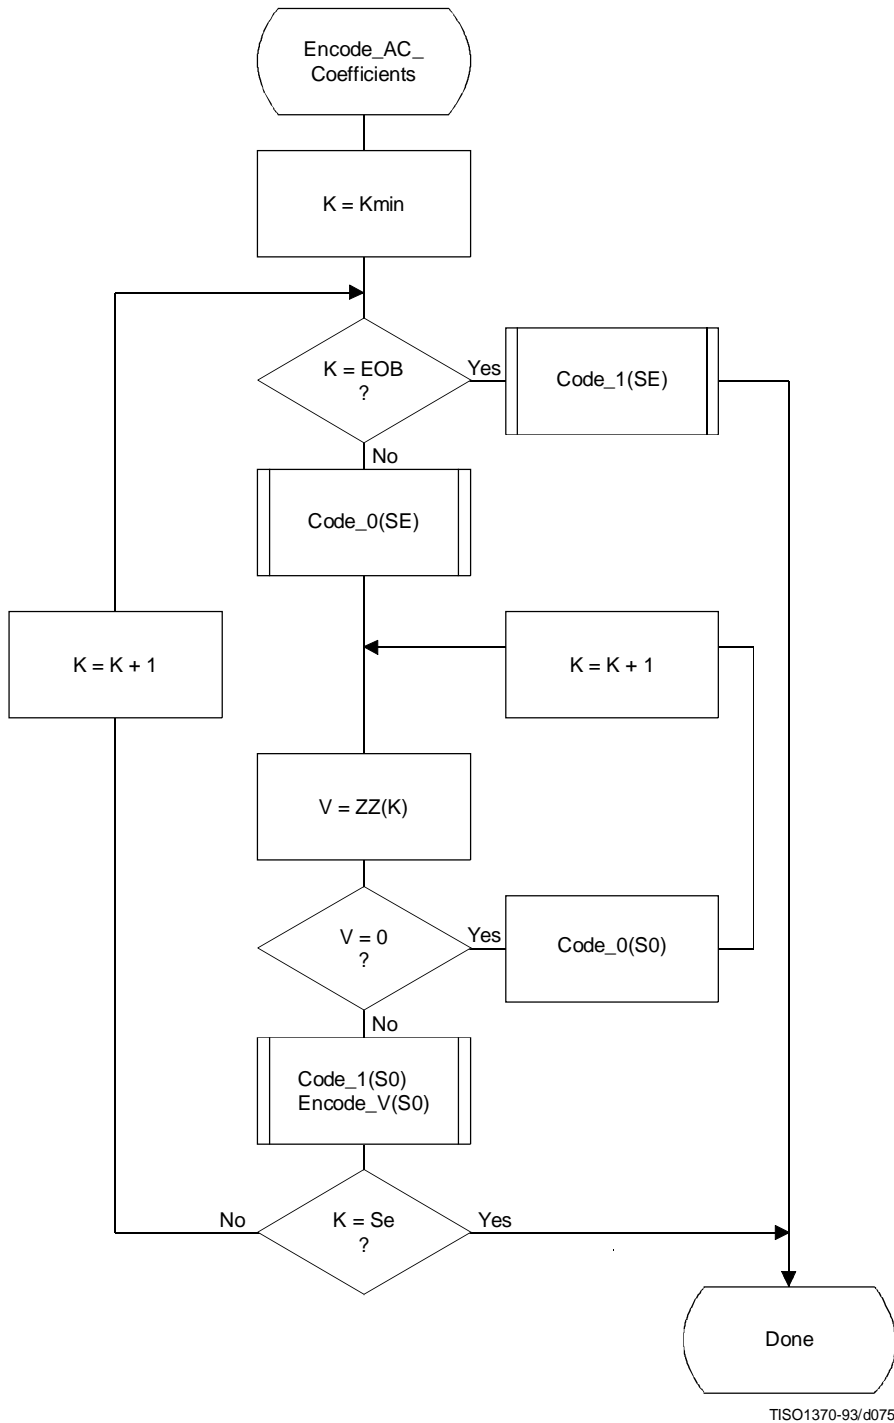 Encode_AC_
Coefficients
K = Kmin
K = EOB
?
Yes
Code_1(SE)
No
Code_0(SE)
K = K + 1
K = K + 1
V = ZZ(K)
V = 0
?
Yes
Code_0(S0)
No
Code_1(S0)
Encode_V(S0)
No
K = Se
?
Yes
Done
TISO1370-93/d075